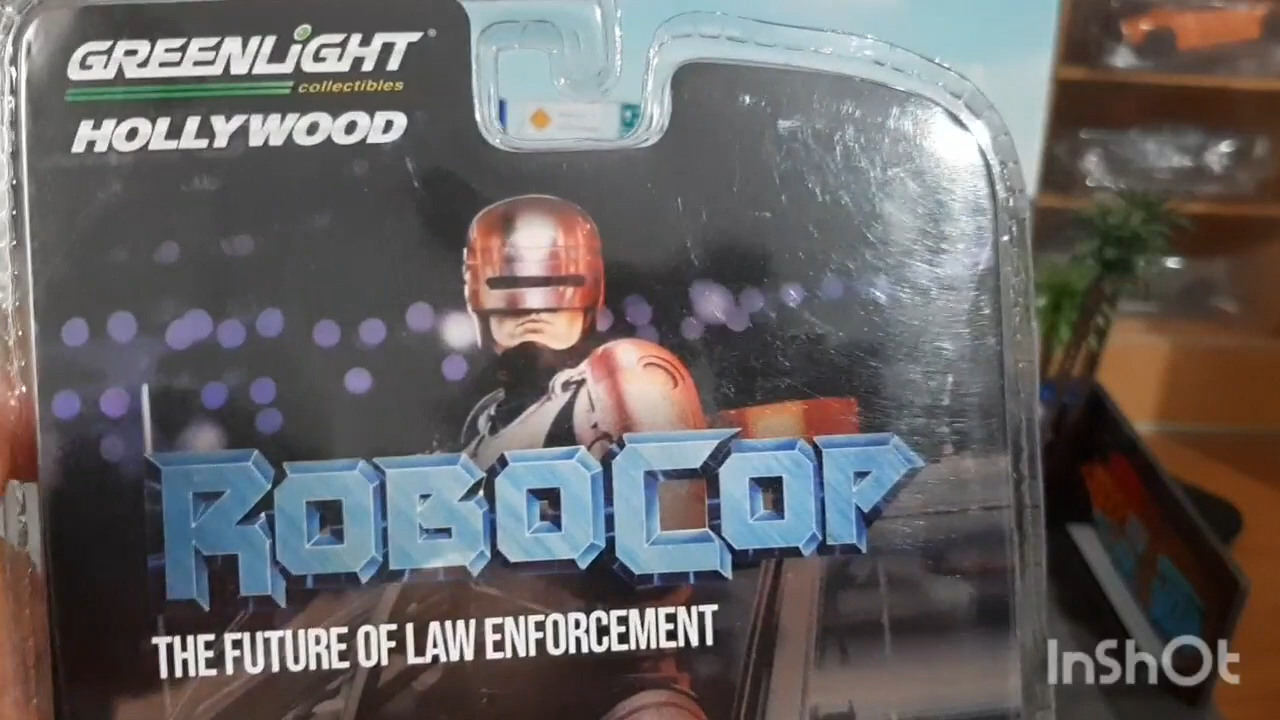 GREENLiGHT®
collectibles
HOLLYWOOD
ROBOCOP
THE FUTURE OF LAW ENFORCEMENT
InShOt